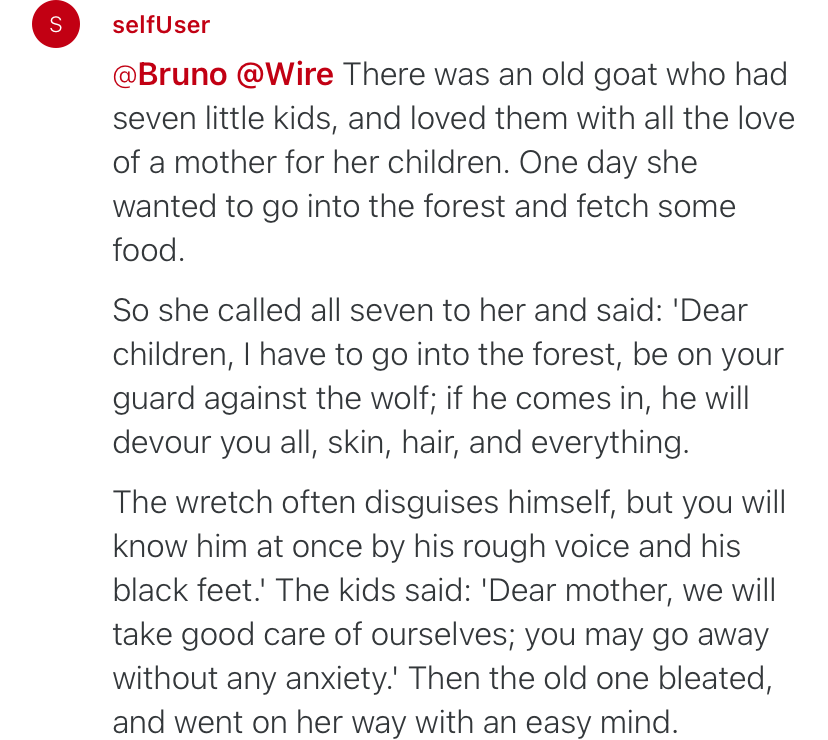 S
selfUser
@Bruno @Wire There was an old goat who had
seven little kids, and loved them with all the love
of a mother for her children. One day she
wanted to go into the forest and fetch some
food.
So she called all seven to her and said: 'Dear
children, I have to go into the forest, be on your
guard against the wolf; if he comes in, he will
devour you all, skin, hair, and everything.
The wretch often disguises himself, but you will
know him at once by his rough voice and his
black feet.' The kids said: 'Dear mother, we will
take good care of ourselves; you may go away
without any anxiety.' Then the old one bleated,
and went on her way with an easy mind.